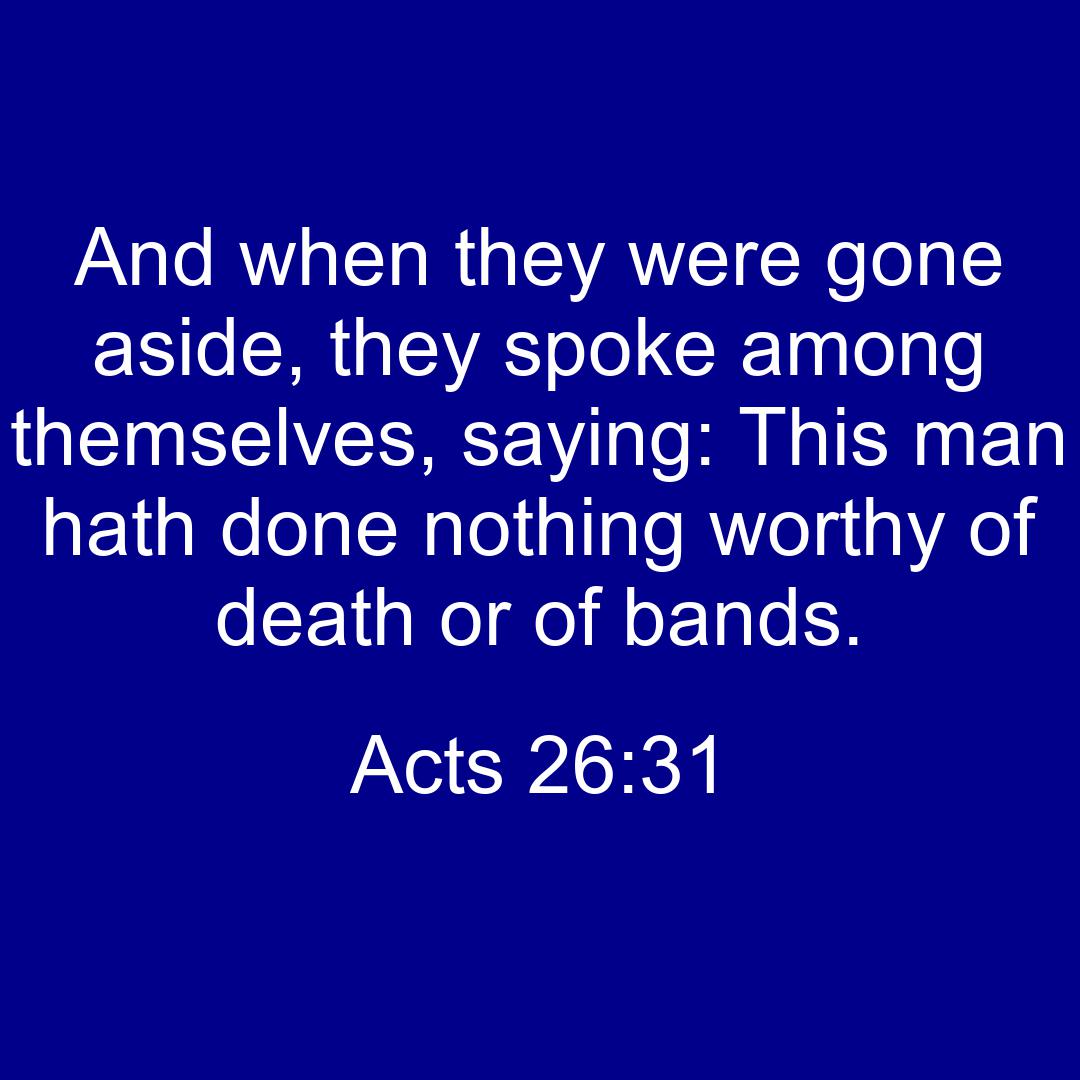 And when they were gone
aside, they spoke among
themselves, saying: This man
hath done nothing worthy of
death or of bands.
Acts 26:31